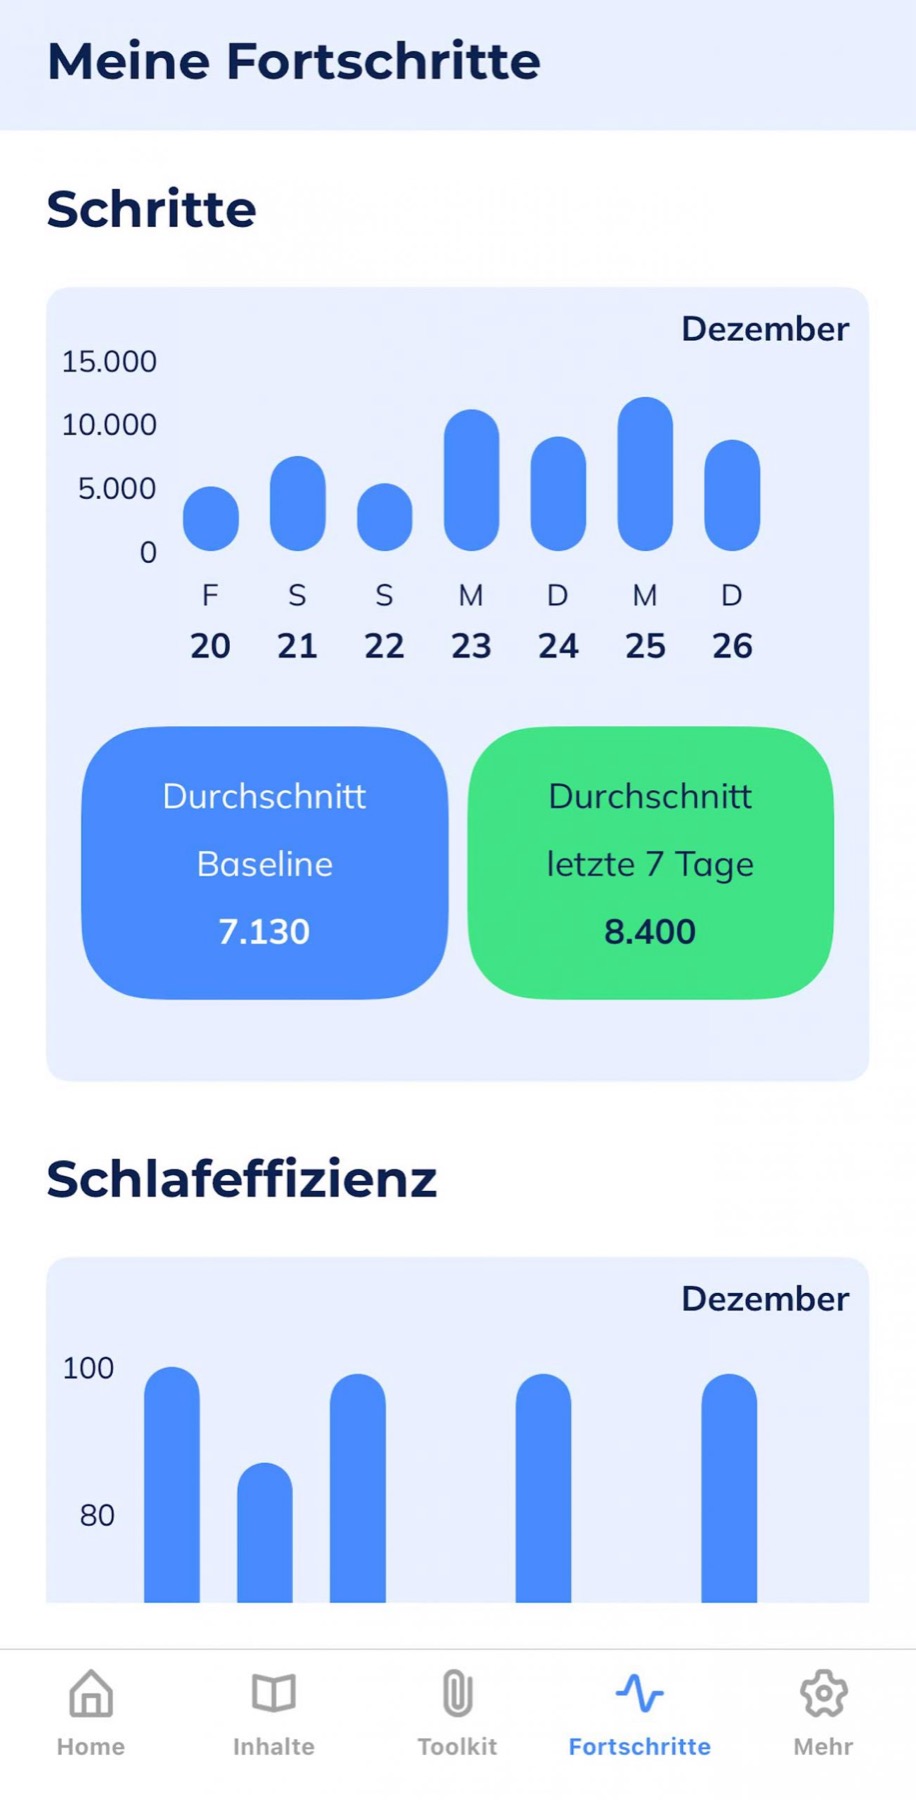 Meine Fortschritte
Schritte
Dezember
15.000
10.000
5.000
0
F S S M D M D
20 21 22 23 24 25 26
Durchschnitt
Baseline
7.130
Durchschnitt
letzte 7 Tage
8.400
Schlafeffizienz
Dezember
100
80
Home Inhalte Toolkit Fortschritte Mehr